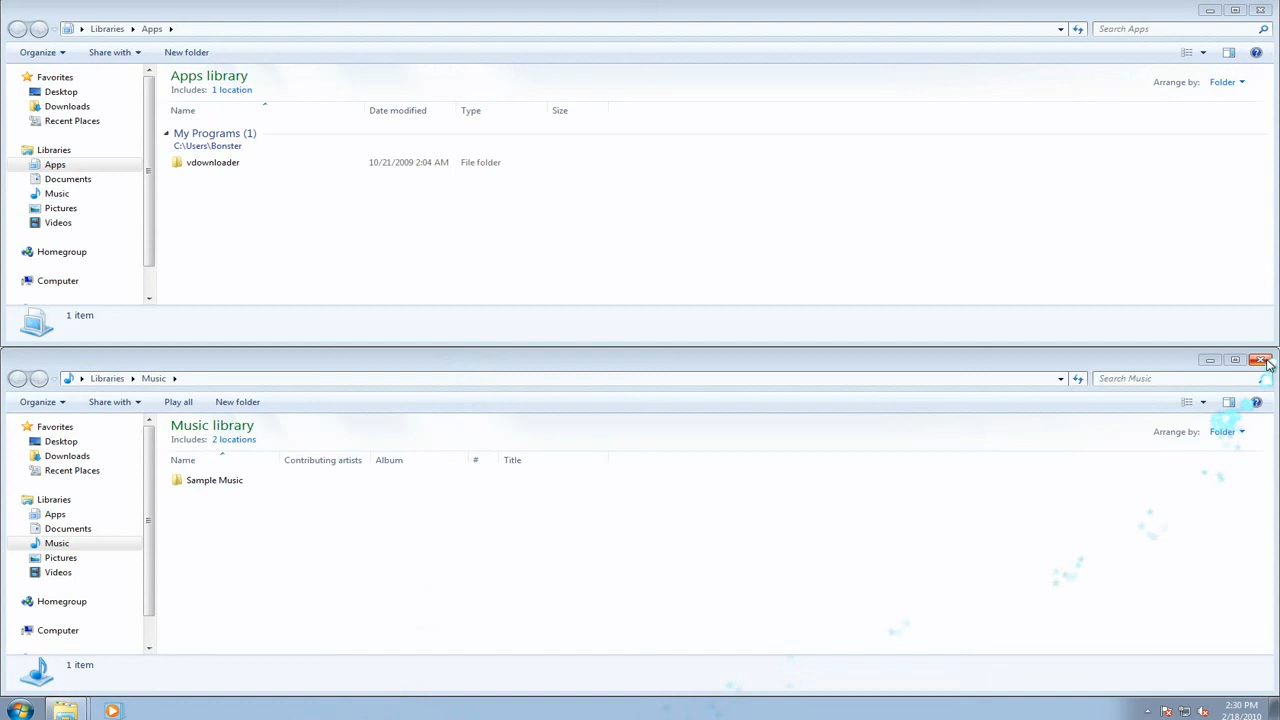 Libraries Apps
Search Apps
Organize Share with New folder
Favorites
Desktop
Downloads
Recent Places
Libraries
Apps
Documents
Music
Pictures
Videos
Homegroup
Computer
Apps library
Includes: 1 location
Arrange by: Folder
Name Date modified Type Size
My Programs (1)
C:\Users\Bonster
vdownloader 10/21/2009 2:04 AM File folder
1 item
Libraries Music
Search Music
Organize Share with Play all New folder
Favorites
Desktop
Downloads
Recent Places
Libraries
Apps
Documents
Music
Pictures
Videos
Homegroup
Computer
Music library
Includes: 2 locations
Arrange by: Folder
Name Contributing artists Album # Title
Sample Music
1 item
2:30 PM
2/18/2010